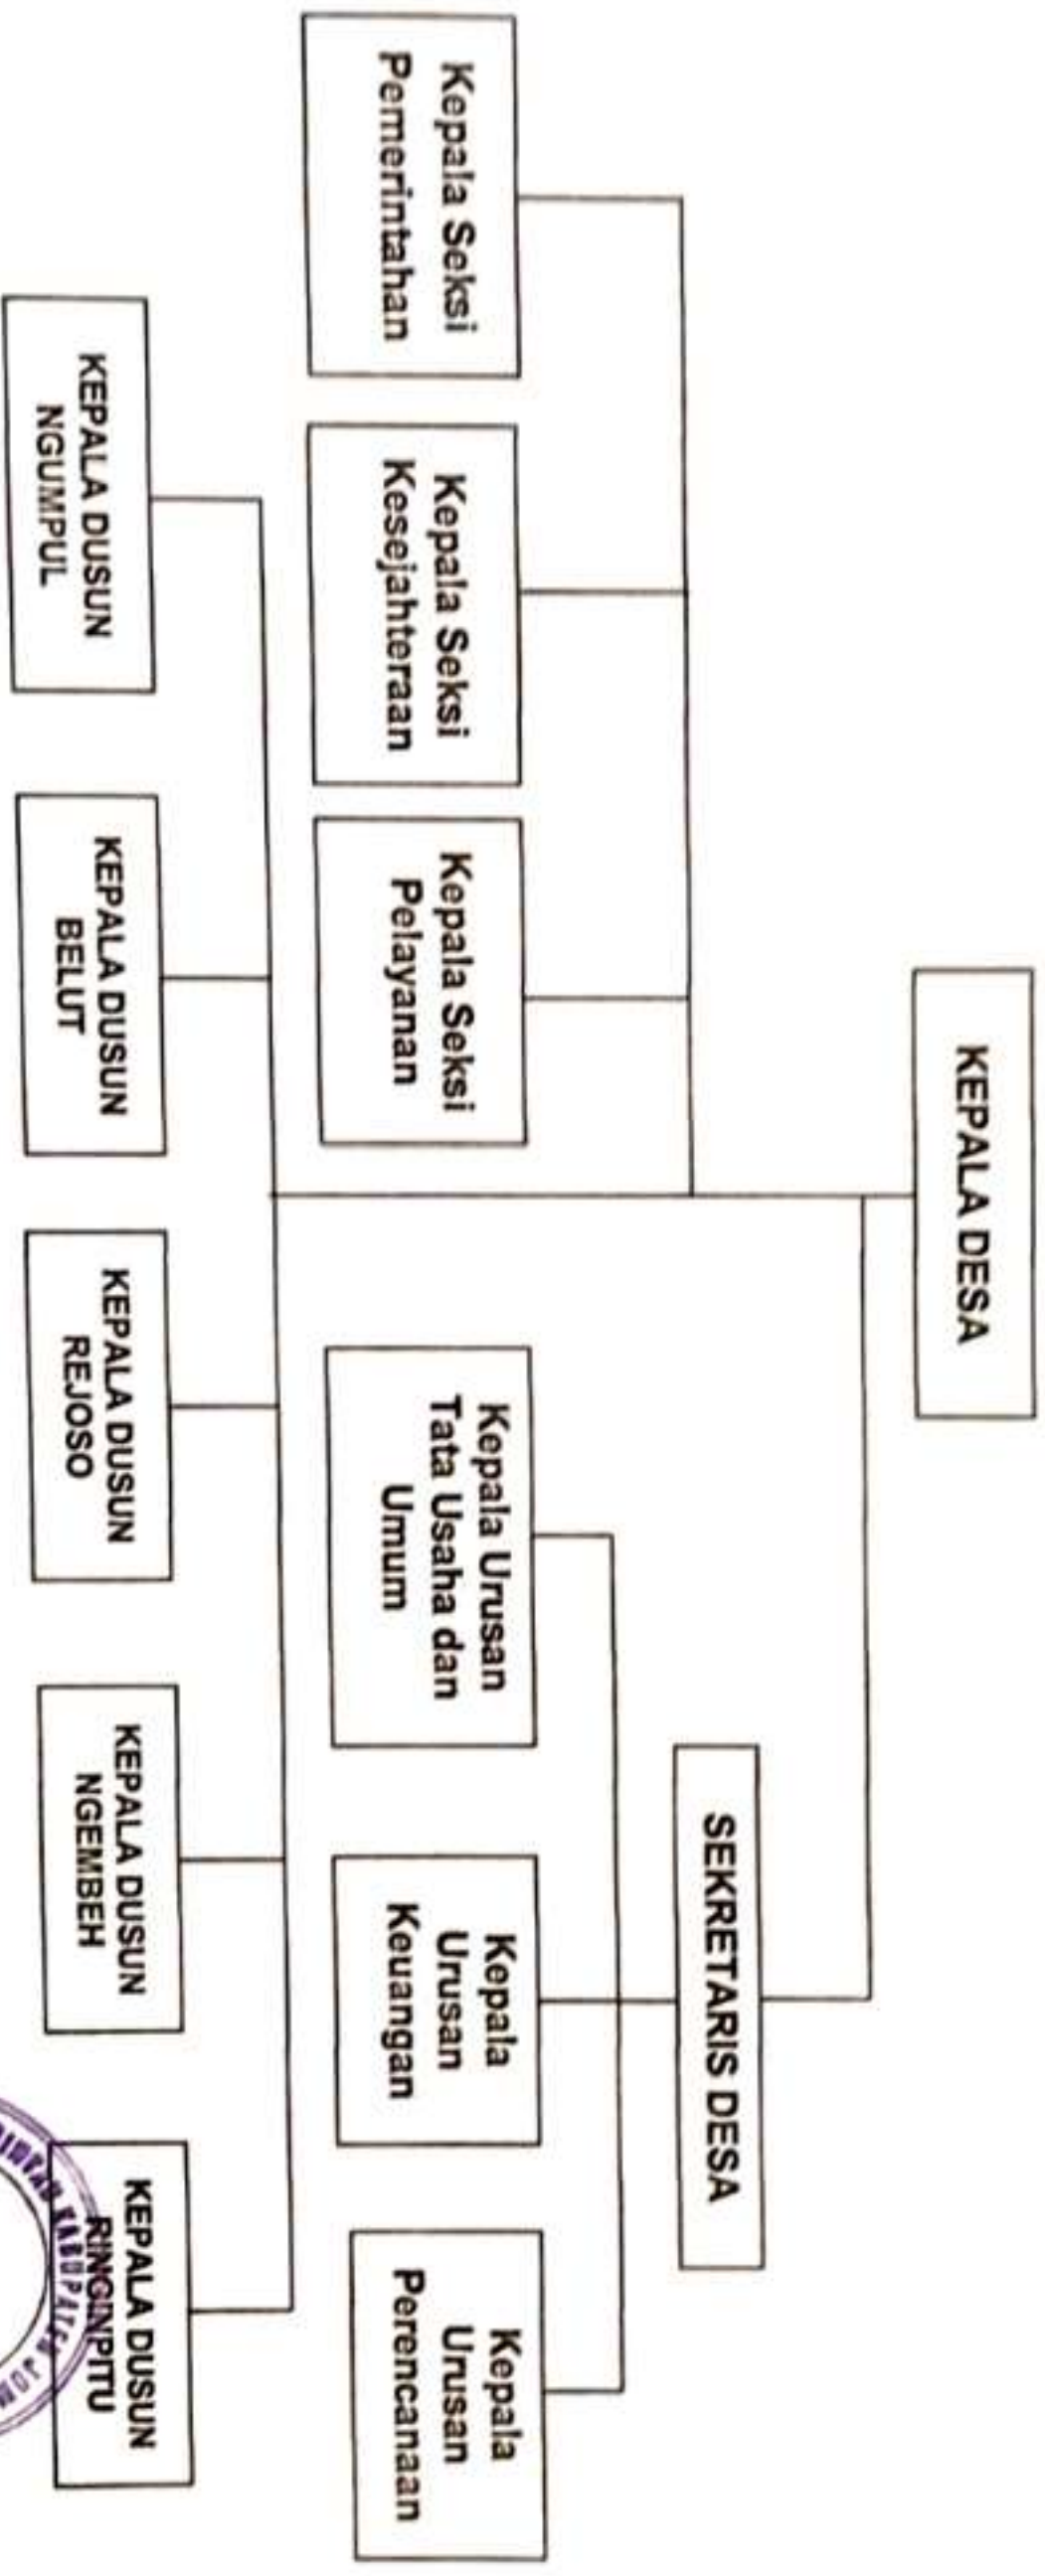 KEPALA DESA
SEKRETARIS DESA
Kepala Seksi
Pemerintahan
Kepala Seksi
Kesejahteraan
Kepala Seksi
Pelayanan
Kepala Urusan
Tata Usaha dan
Umum
Kepala
Urusan
Keuangan
Kepala
Urusan
Perencanaan
KEPALA DUSUN
NGUMPUL
KEPALA DUSUN
BELUT
KEPALA DUSUN
REJOSO
KEPALA DUSUN
NGEMBEH
KEPALA DUSUN
RINGINPITU
KABUPATEN